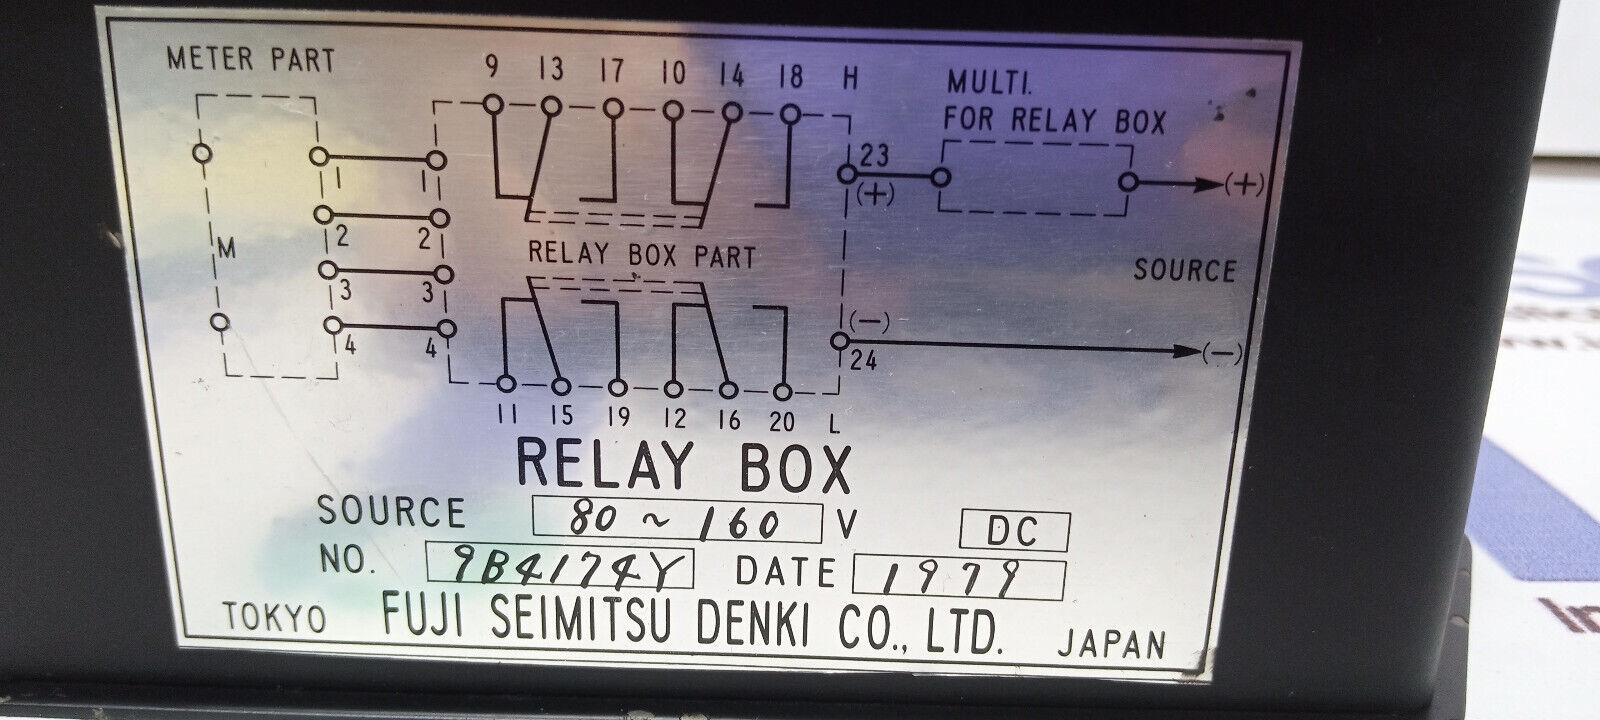 METER PART
9 13 17 10 14 18 H
MULTI.
FOR RELAY BOX
23
(+)
(+)
1 1
2 2
M
3 3
4 4
RELAY BOX PART
SOURCE
(−)
24
(−)
11 15 19 12 16 20 L
RELAY BOX
SOURCE 80 ~ 160 V DC
NO. 9B4174Y DATE 1979
TOKYO FUJI SEIMITSU DENKI CO., LTD. JAPAN